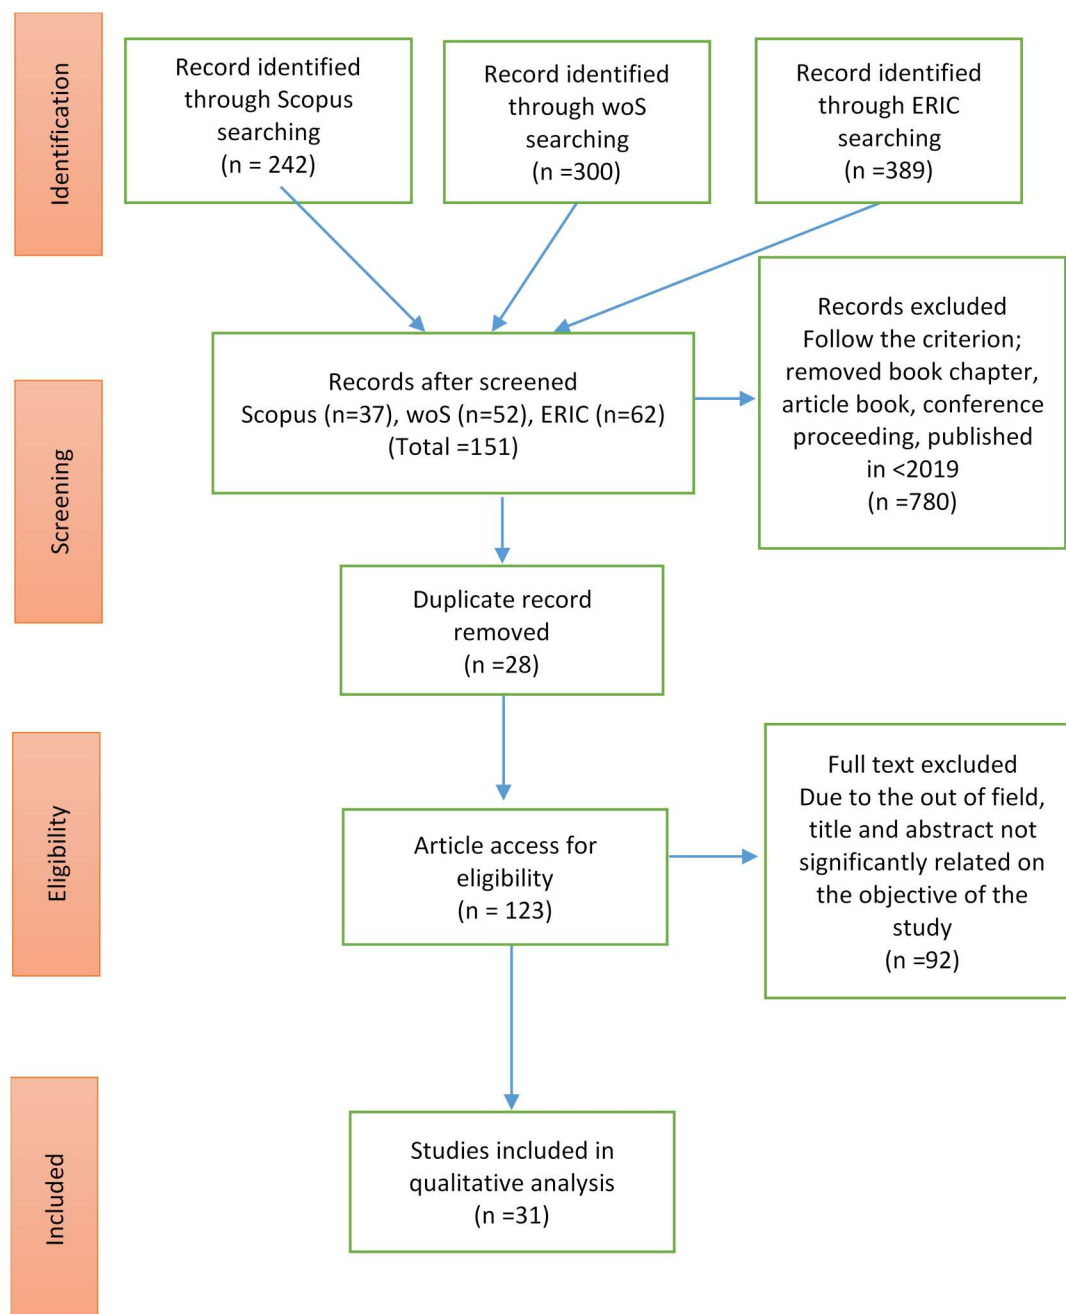 Identification
Record identified
through Scopus
searching
(n = 242)
Record identified
through woS
searching
(n =300)
Record identified
through ERIC
searching
(n =389)
Screening
Records after screened
Scopus (n=37), woS (n=52), ERIC (n=62)
(Total =151)
Records excluded
Follow the criterion;
removed book chapter,
article book, conference
proceeding, published
in <2019
(n =780)
Duplicate record
removed
(n =28)
Eligibility
Article access for
eligibility
(n = 123)
Full text excluded
Due to the out of field,
title and abstract not
significantly related on
the objective of the
study
(n =92)
Included
Studies included in
qualitative analysis
(n =31)